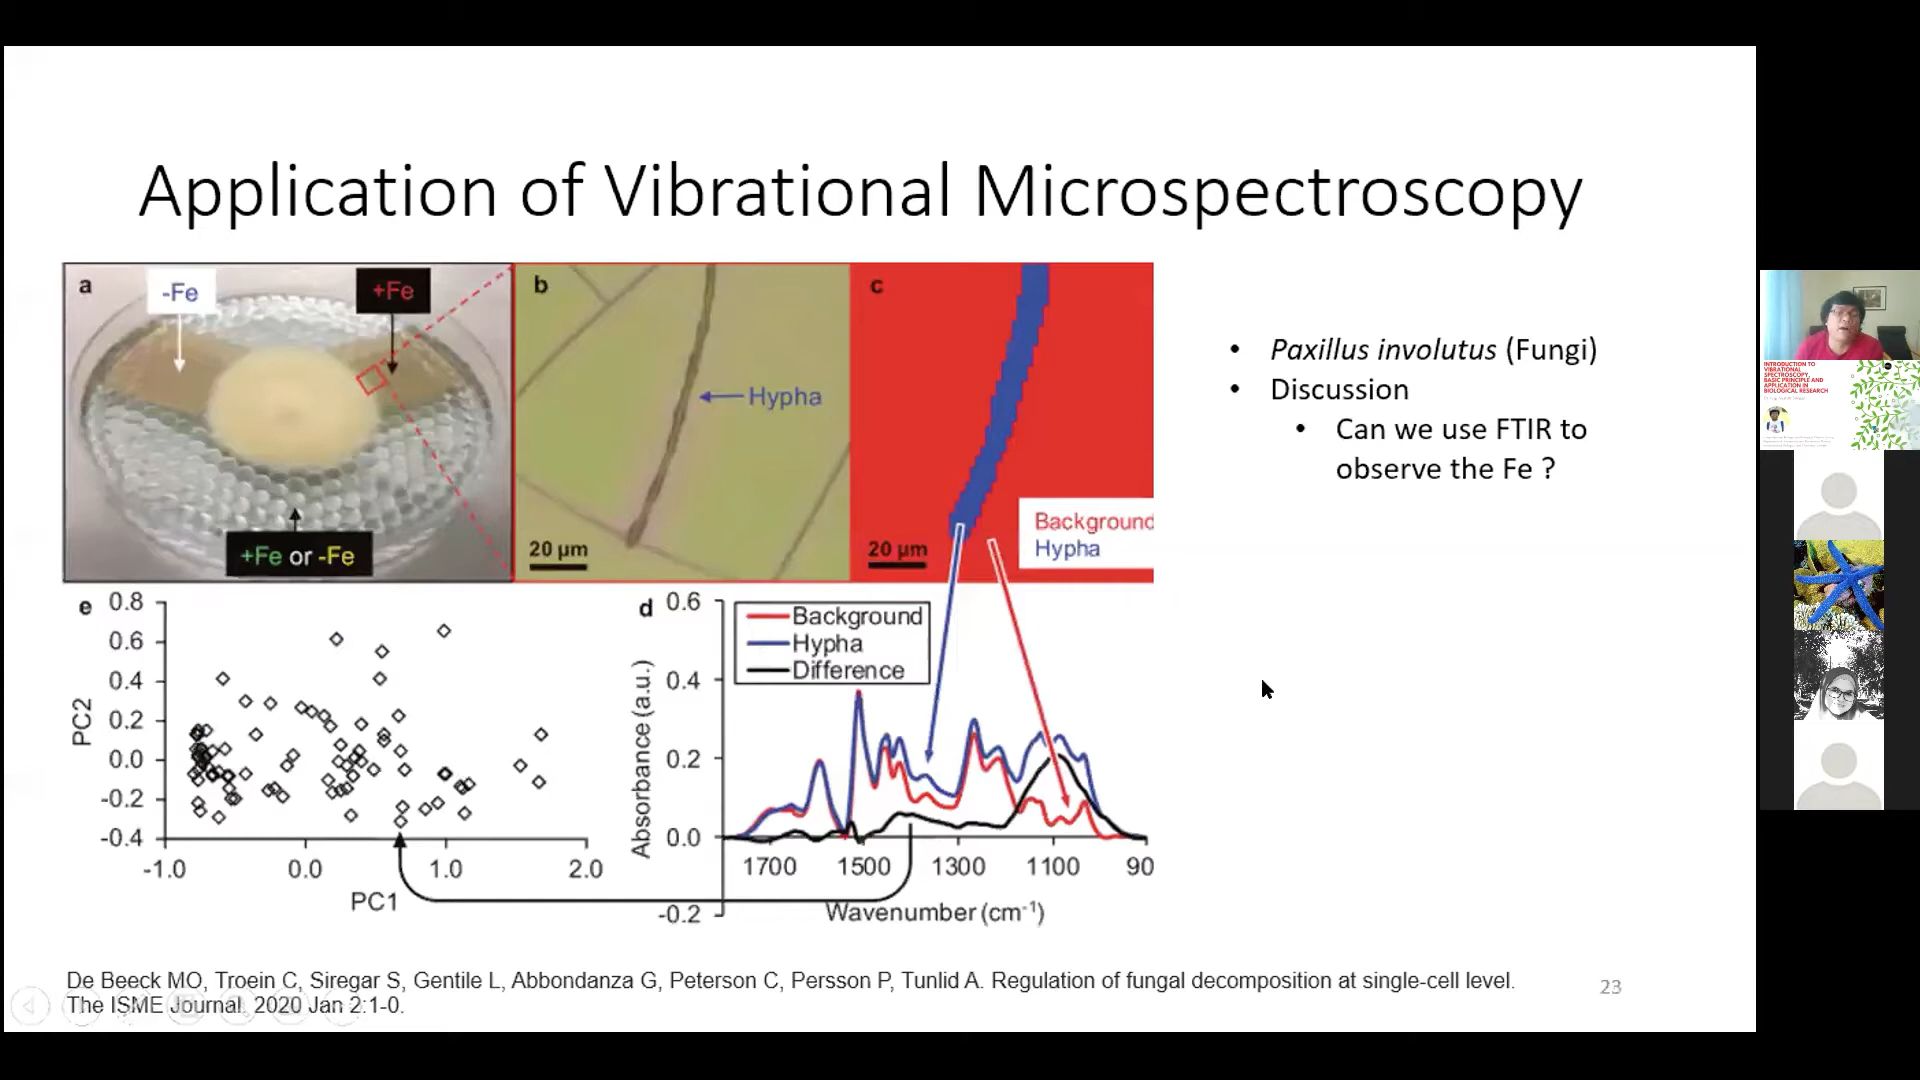 Application of Vibrational Microspectroscopy
a
-Fe
+Fe
+Fe or -Fe
b
Hypha
20 µm
c
Background
Hypha
20 µm
• Paxillus involutus (Fungi)
• Discussion
• Can we use FTIR to
observe the Fe ?
e
0.8
0.6
0.4
0.2
0.0
-0.2
-0.4
PC2
-1.0 0.0 1.0 2.0
PC1
d
0.6
0.4
0.2
0.0
-0.2
Absorbance (a.u.)
Background
Hypha
Difference
1700 1500 1300 1100 90
Wavenumber (cm-1)
De Beeck MO, Troein C, Siregar S, Gentile L, Abbondanza G, Peterson C, Persson P, Tunlid A. Regulation of fungal decomposition at single-cell level.
The ISME Journal. 2020 Jan 2:1-0.
23
INTRODUCTION TO
VIBRATIONAL
SPECTROSCOPY,
BASIC PRINCIPLE AND
APPLICATION IN
BIOLOGICAL RESEARCH